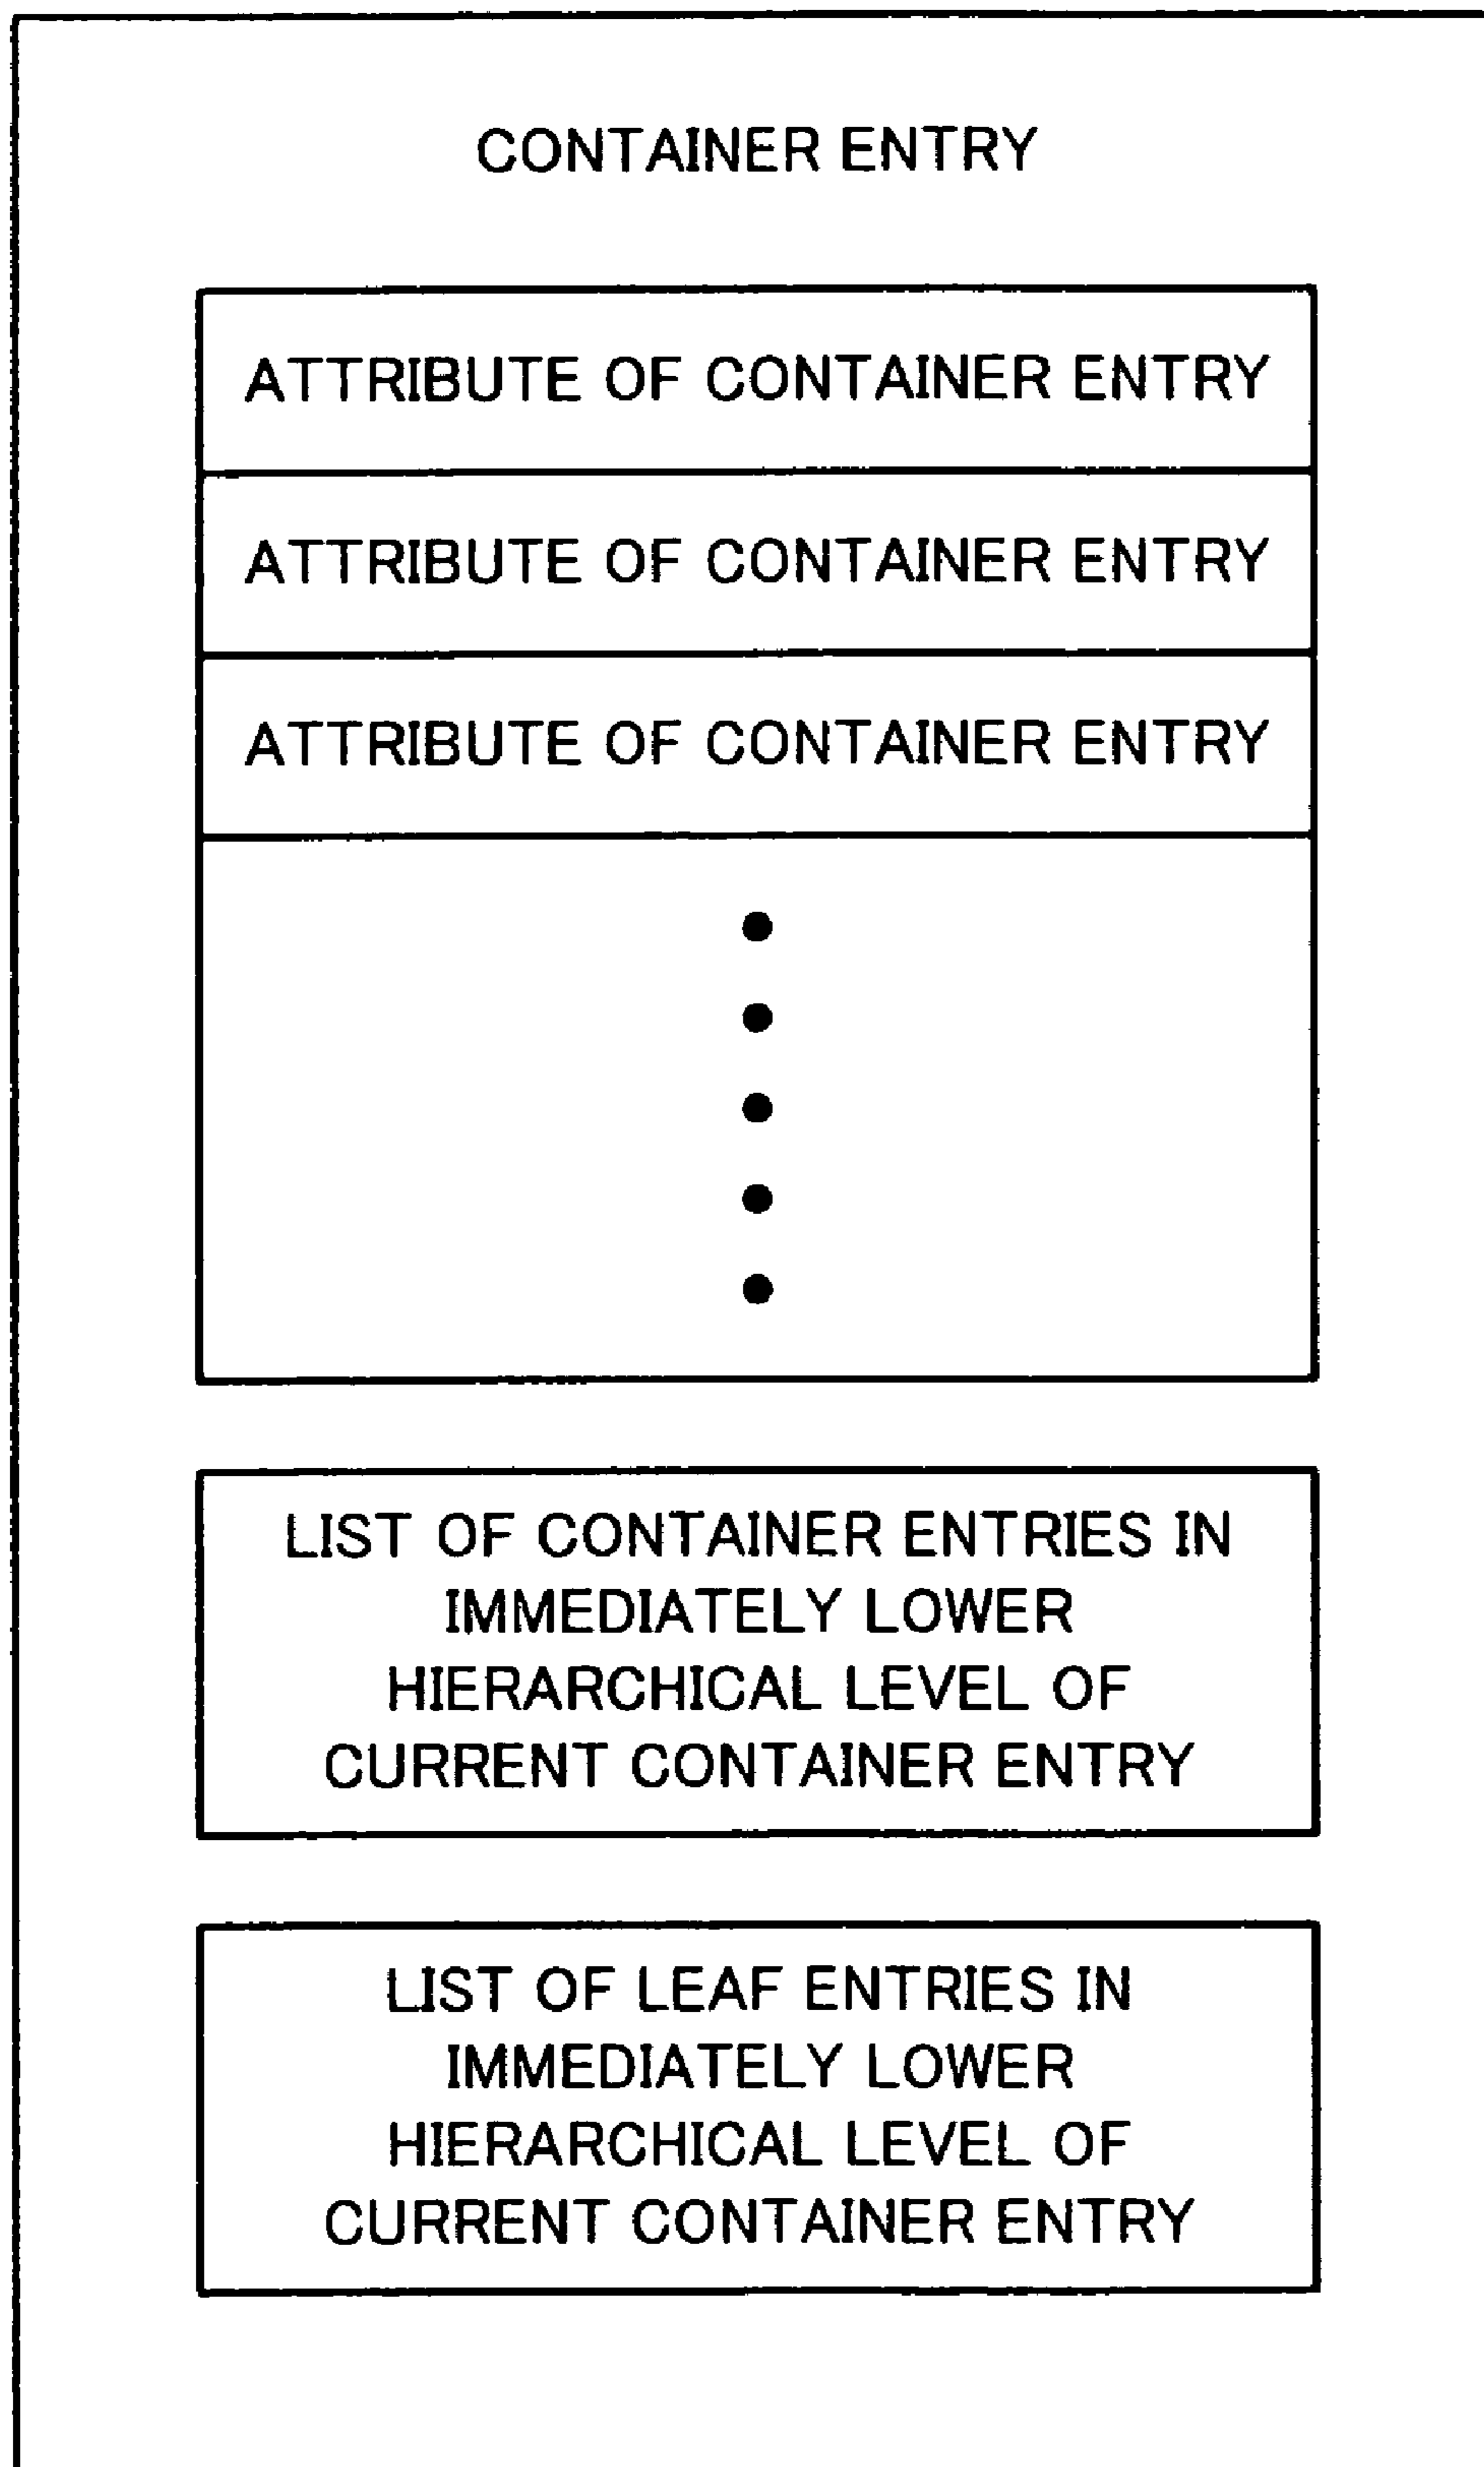 CONTAINER ENTRY
ATTRIBUTE OF CONTAINER ENTRY
ATTRIBUTE OF CONTAINER ENTRY
ATTRIBUTE OF CONTAINER ENTRY
LIST OF CONTAINER ENTRIES IN
IMMEDIATELY LOWER
HIERARCHICAL LEVEL OF
CURRENT CONTAINER ENTRY
LIST OF LEAF ENTRIES IN
IMMEDIATELY LOWER
HIERARCHICAL LEVEL OF
CURRENT CONTAINER ENTRY